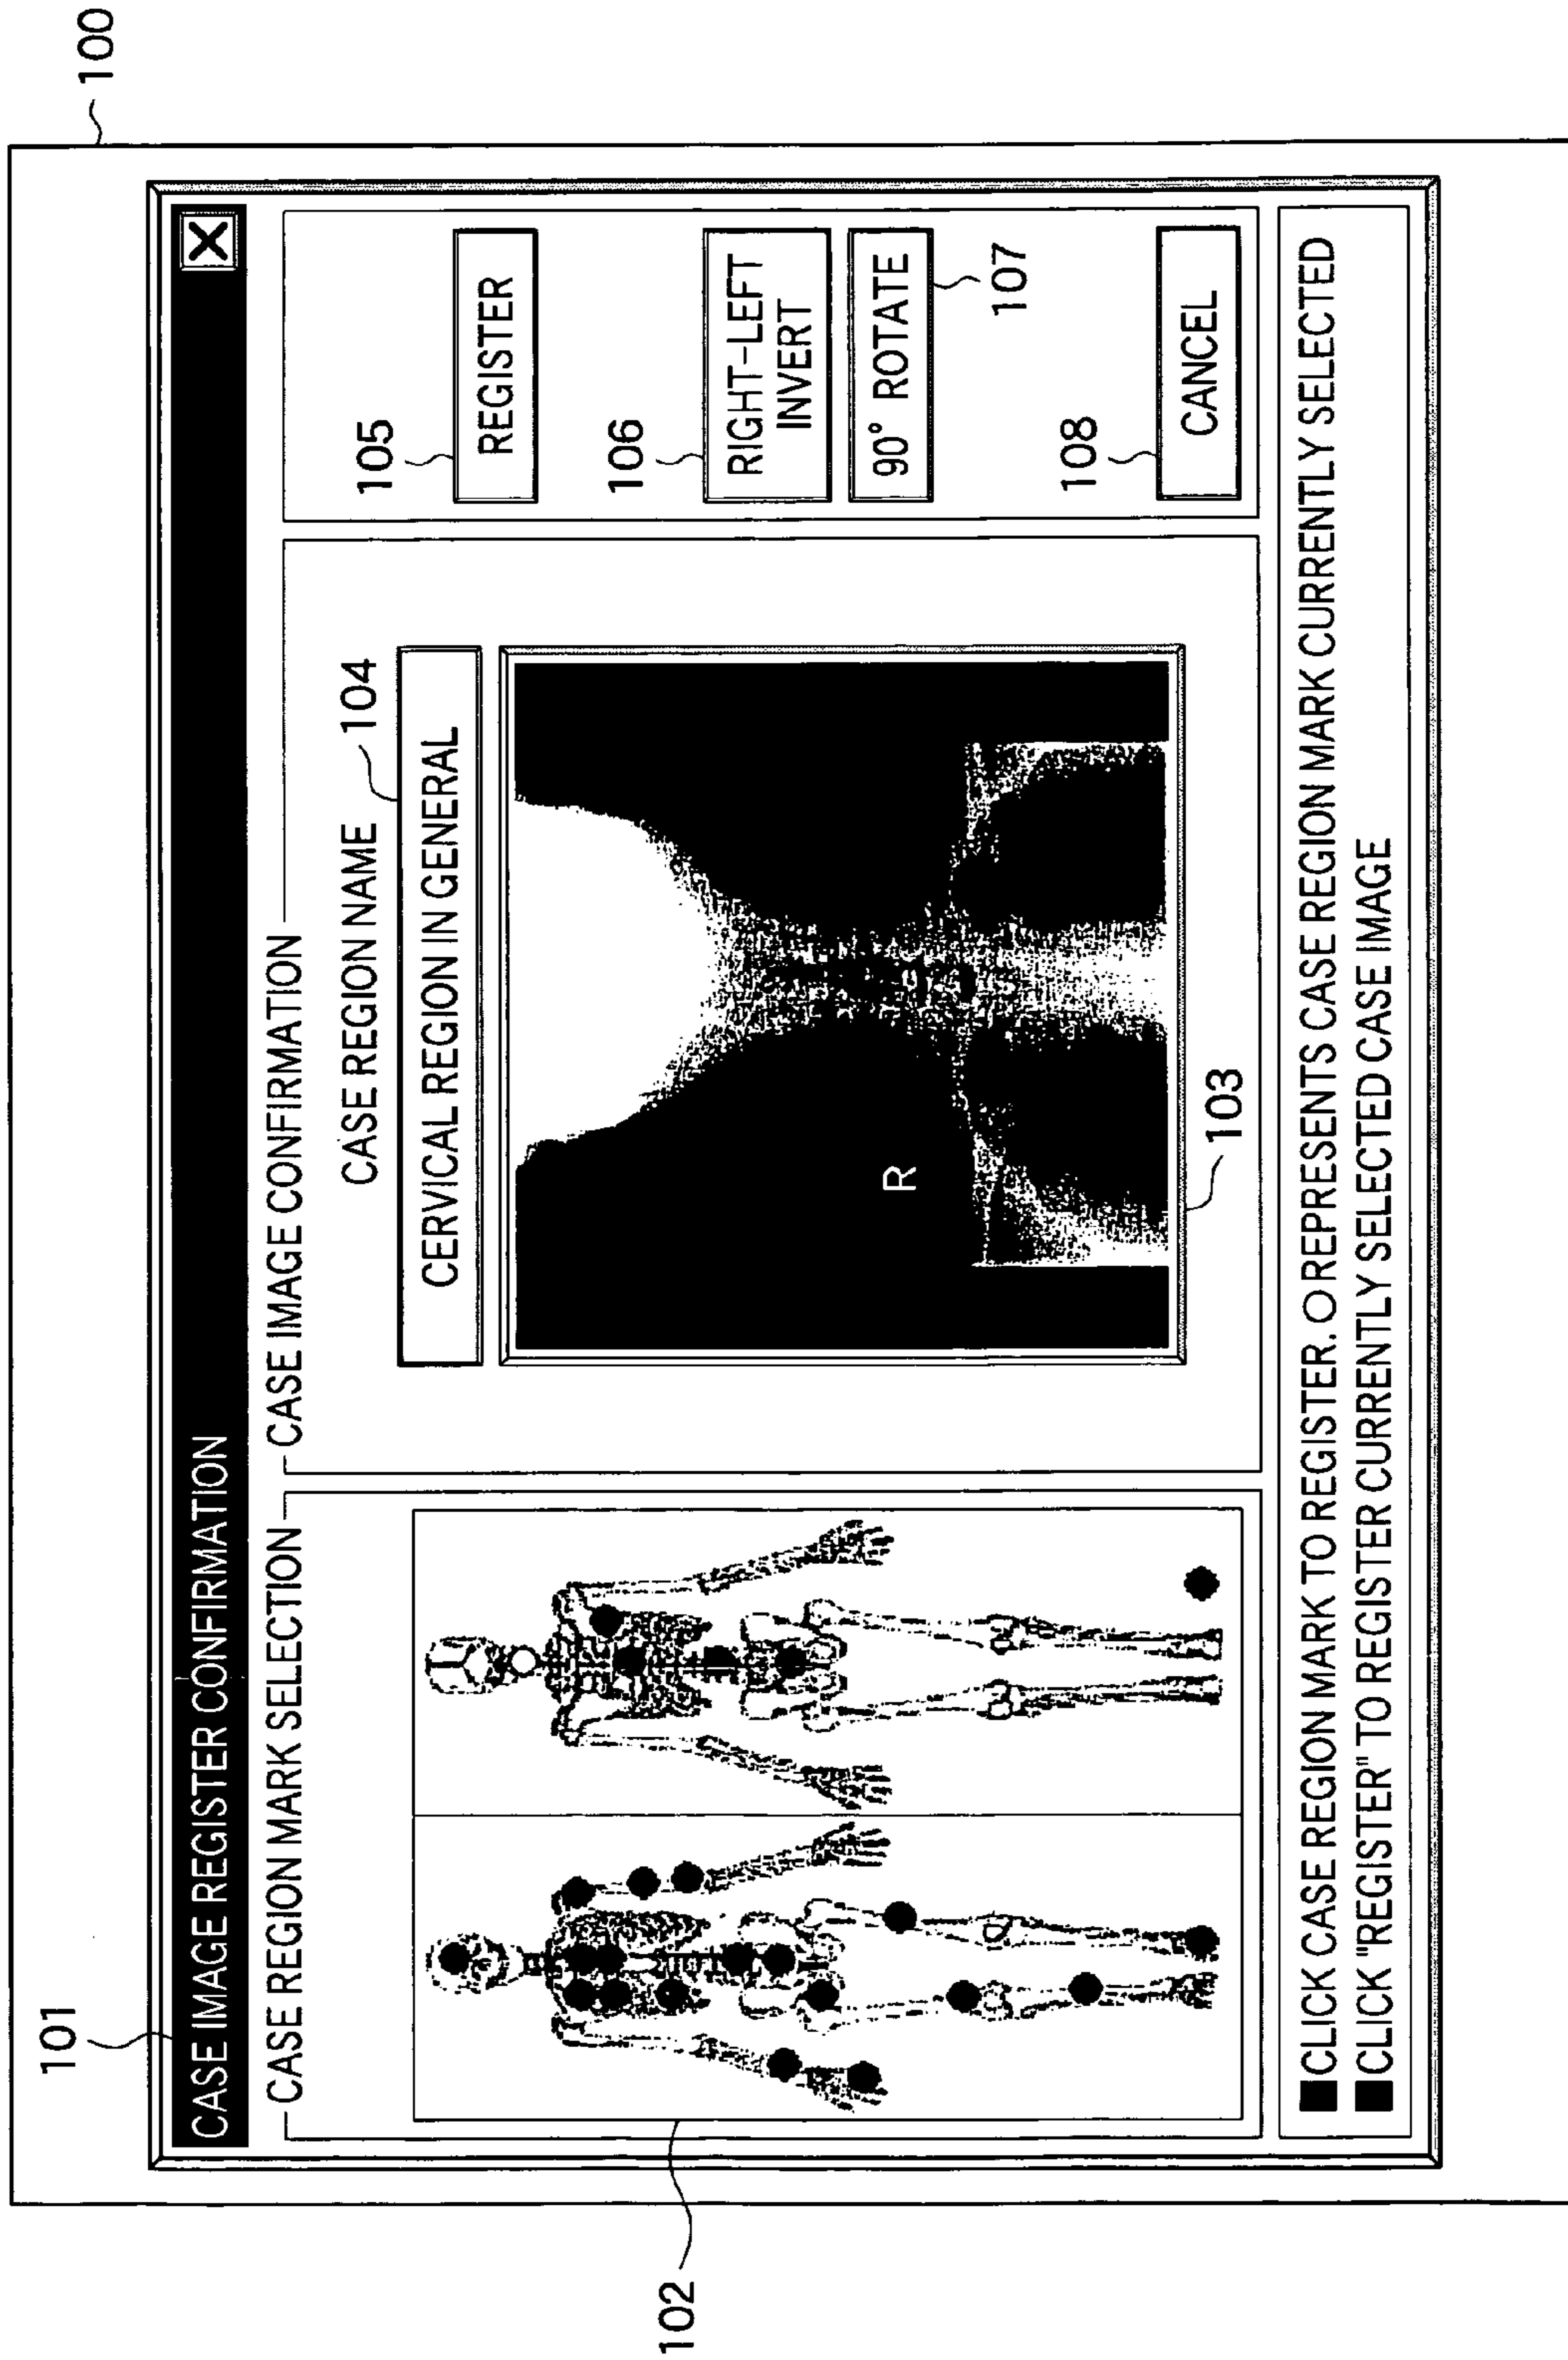 100
101
CASE IMAGE REGISTER CONFIRMATION
X
CASE REGION MARK SELECTION
102
CASE IMAGE CONFIRMATION
CASE REGION NAME
104
CERVICAL REGION IN GENERAL
R
103
105
REGISTER
106
RIGHT-LEFT
INVERT
90° ROTATE
107
108
CANCEL
■CLICK CASE REGION MARK TO REGISTER. ○REPRESENTS CASE REGION MARK CURRENTLY SELECTED
■CLICK "REGISTER" TO REGISTER CURRENTLY SELECTED CASE IMAGE